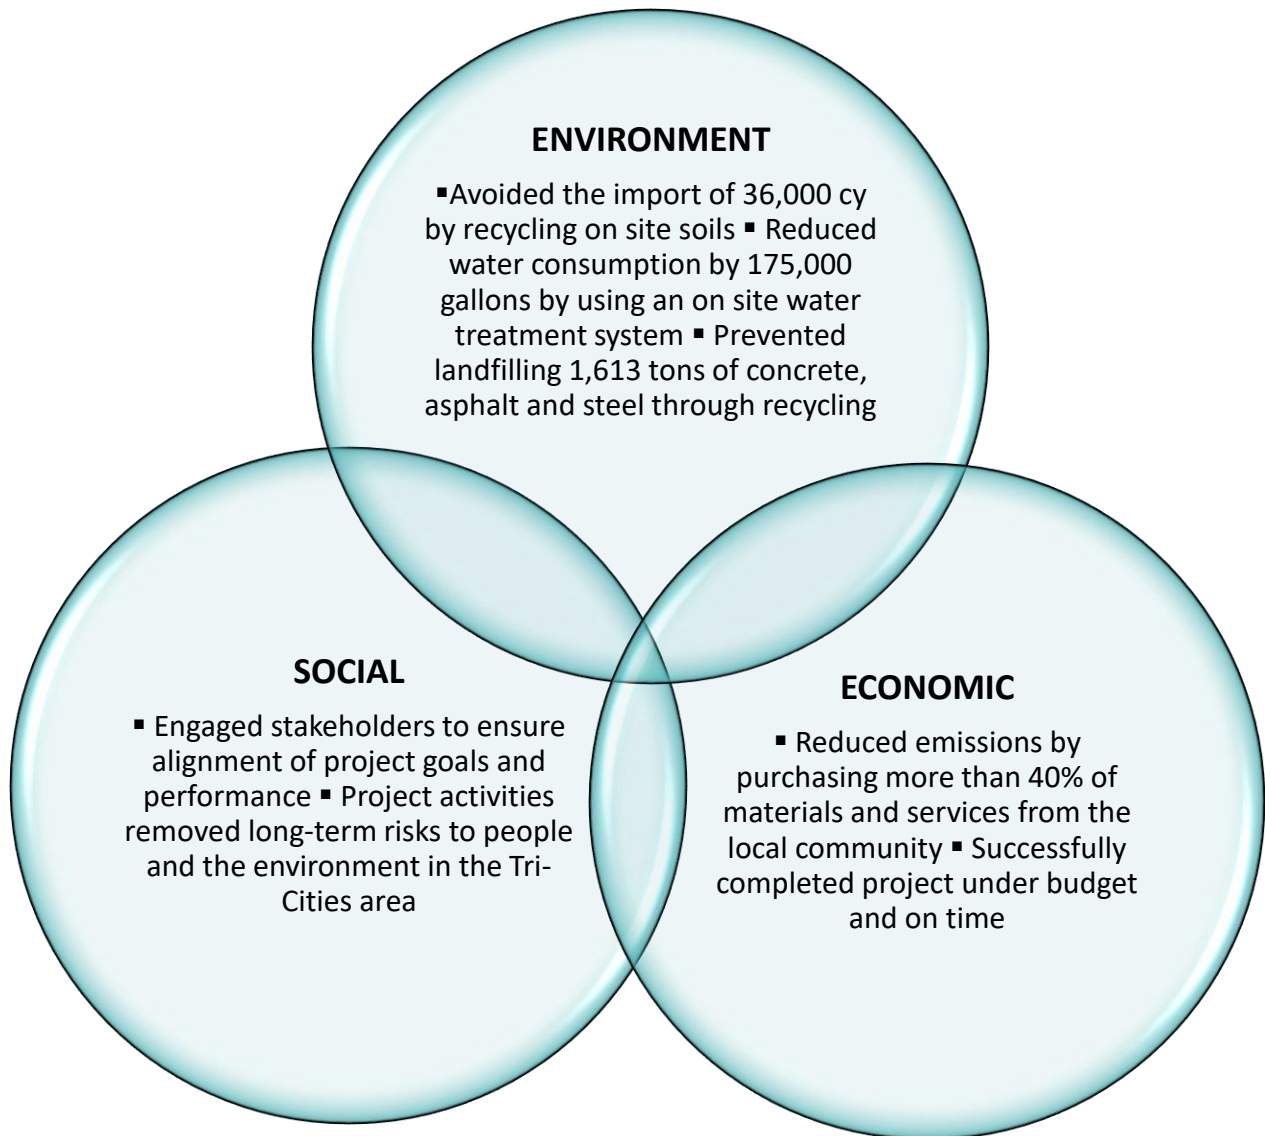 ENVIRONMENT
▪Avoided the import of 36,000 cy
by recycling on site soils ▪ Reduced
water consumption by 175,000
gallons by using an on site water
treatment system ▪ Prevented
landfilling 1,613 tons of concrete,
asphalt and steel through recycling
SOCIAL
▪ Engaged stakeholders to ensure
alignment of project goals and
performance ▪ Project activities
removed long-term risks to people
and the environment in the Tri-
Cities area
ECONOMIC
▪ Reduced emissions by
purchasing more than 40% of
materials and services from the
local community ▪ Successfully
completed project under budget
and on time